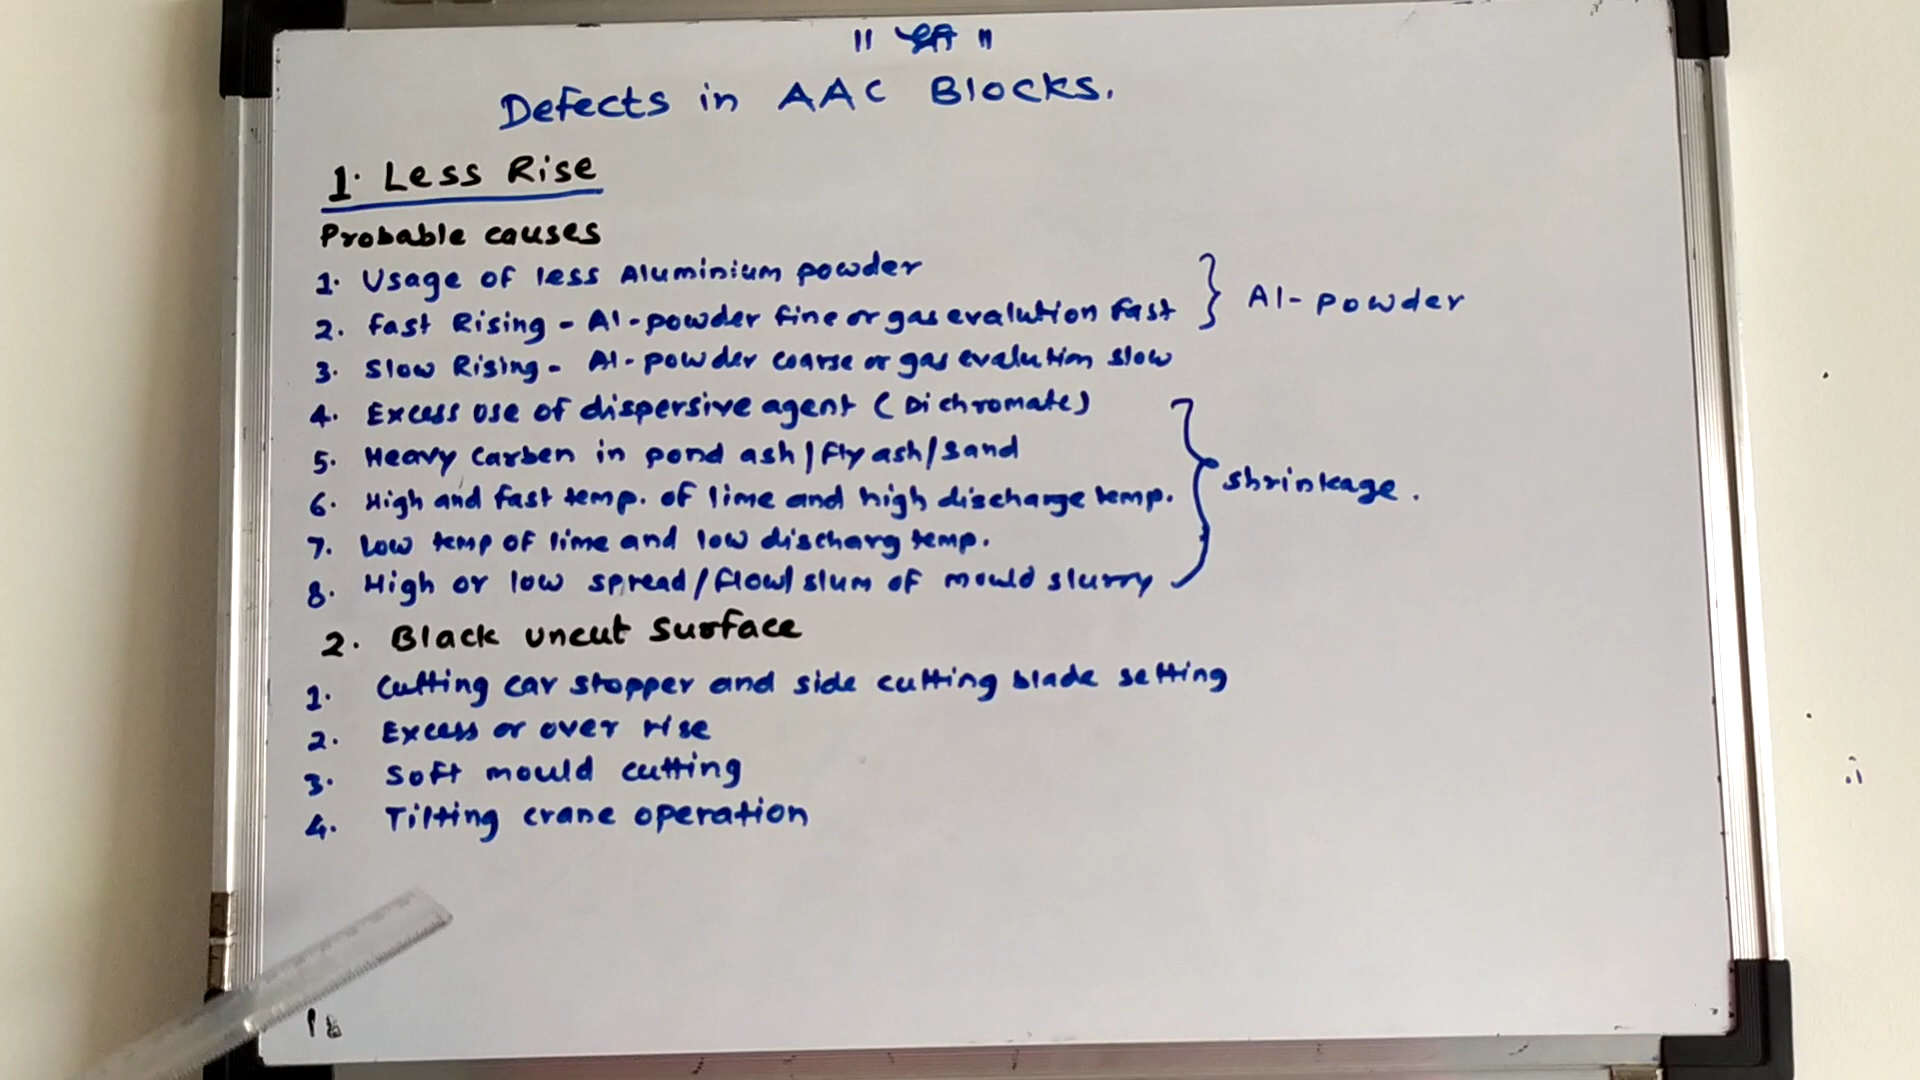 Defects in AAC Blocks.
1. Less Rise
Probable causes
1. Usage of less Aluminium powder
2. fast Rising - Al-powder fine or gas evalution fast } Al-powder
3. Slow Rising - Al-powder coarse or gas evalution slow
4. Excess use of dispersive agent (Dichromate)
5. Heavy Carben in pond ash/Fly ash/Sand
6. High and fast temp. of lime and high discharge temp. } Shrinkage.
7. Low temp of lime and low discharg temp.
8. High or low spread/flow/slum of mould slurry
2. Black uncut Surface
1. Cutting car stopper and side cutting blade setting
2. Excess or over rise
3. Soft mould cutting
4. Tilting crane operation